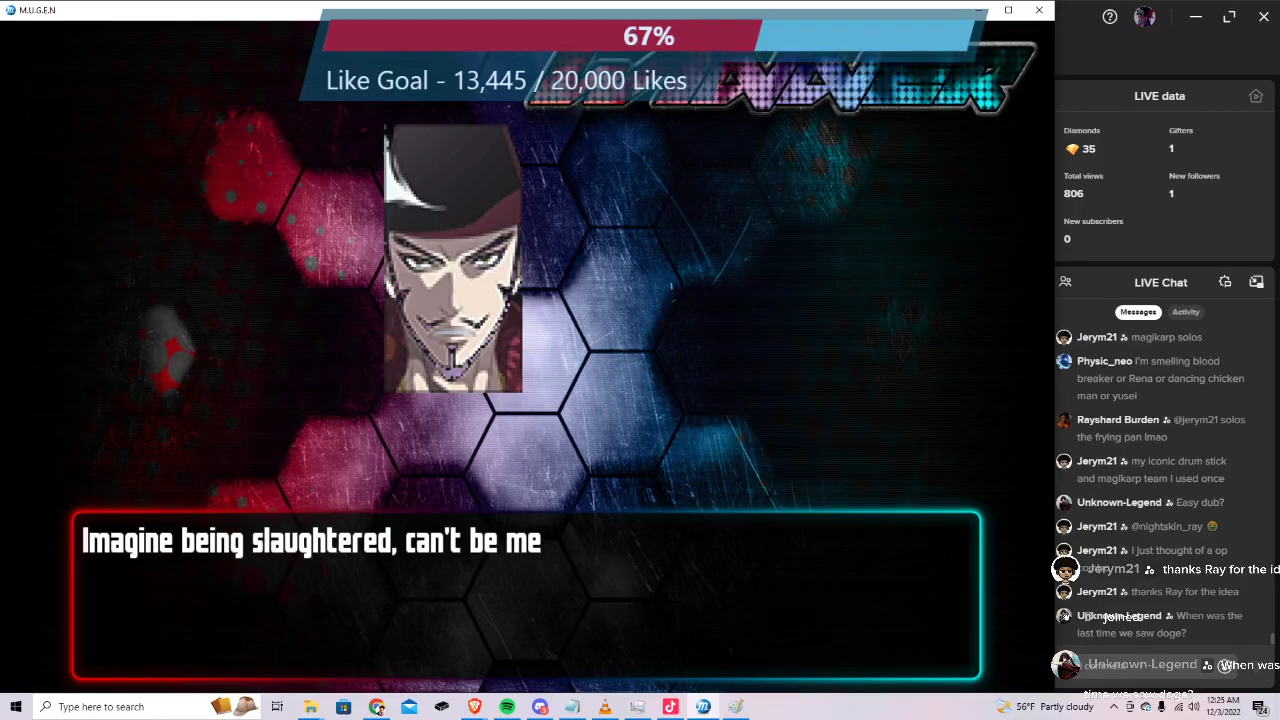 M.U.G.E.N
67%
Like Goal - 13,445 / 20,000 Likes
LIVE data
Diamonds
35
Gifters
1
Total views
806
New followers
1
New subscribers
0
LIVE Chat
Messages
Activity
Jerym21 magikarp solos
Physic_neo I'm smelling blood
breaker or Rena or dancing chicken
man or yusei
Rayshard Burden @jerym21 solos
the frying pan lmao
Jerym21 my iconic drum stick
and magikarp team I used once
Unknown-Legend Easy dub?
Jerym21 @nightskin_ray
Jerym21 I just thought of a op
Jerym21 thanks Ray for the id
Jerym21 thanks Ray for the idea
Unknown-Legend When was the
joined
last time we saw doge?
Unknown-Legend When was
Imagine being slaughtered, can't be me
Type here to search
55°F Partly cloudy
12:25 AM
12/3/2022